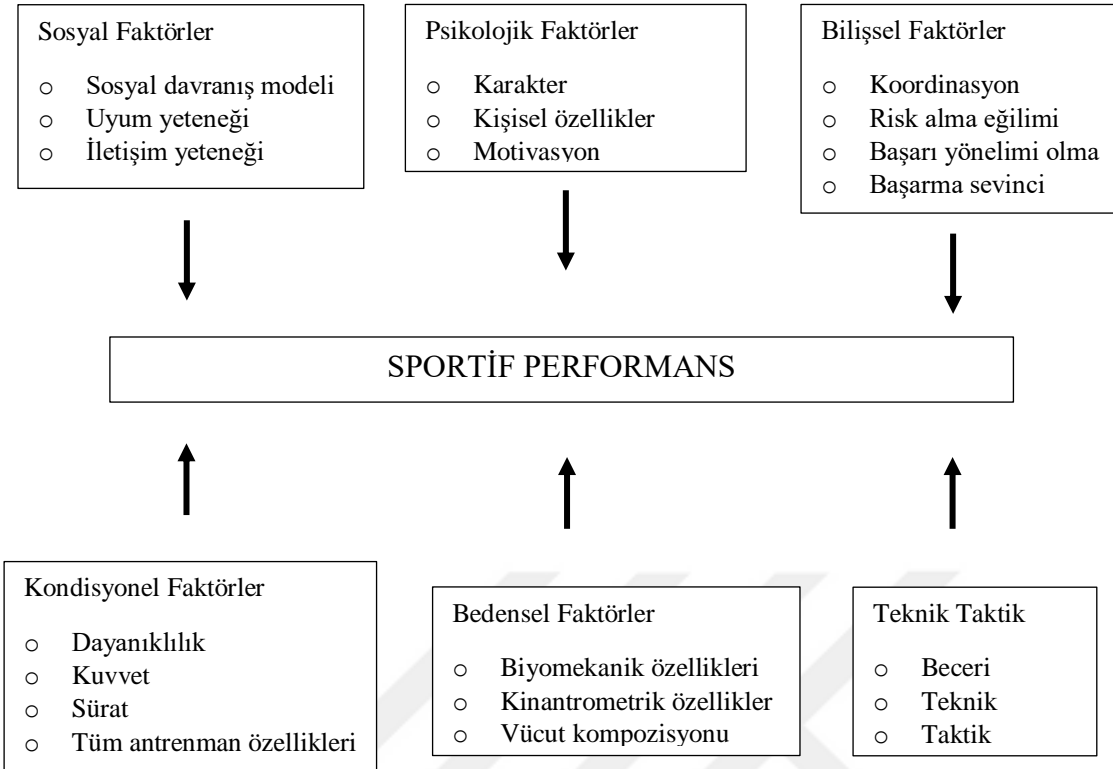 Sosyal Faktörler
o Sosyal davranış modeli
o Uyum yeteneği
o İletişim yeteneği
Psikolojik Faktörler
o Karakter
o Kişisel özellikler
o Motivasyon
Bilişsel Faktörler
o Koordinasyon
o Risk alma eğilimi
o Başarı yönelimi olma
o Başarma sevinci
SPORTİF PERFORMANS
Kondisyonel Faktörler
o Dayanıklılık
o Kuvvet
o Sürat
o Tüm antrenman özellikleri
Bedensel Faktörler
o Biyomekanik özellikleri
o Kinantrometrik özellikler
o Vücut kompozisyonu
Teknik Taktik
o Beceri
o Teknik
o Taktik